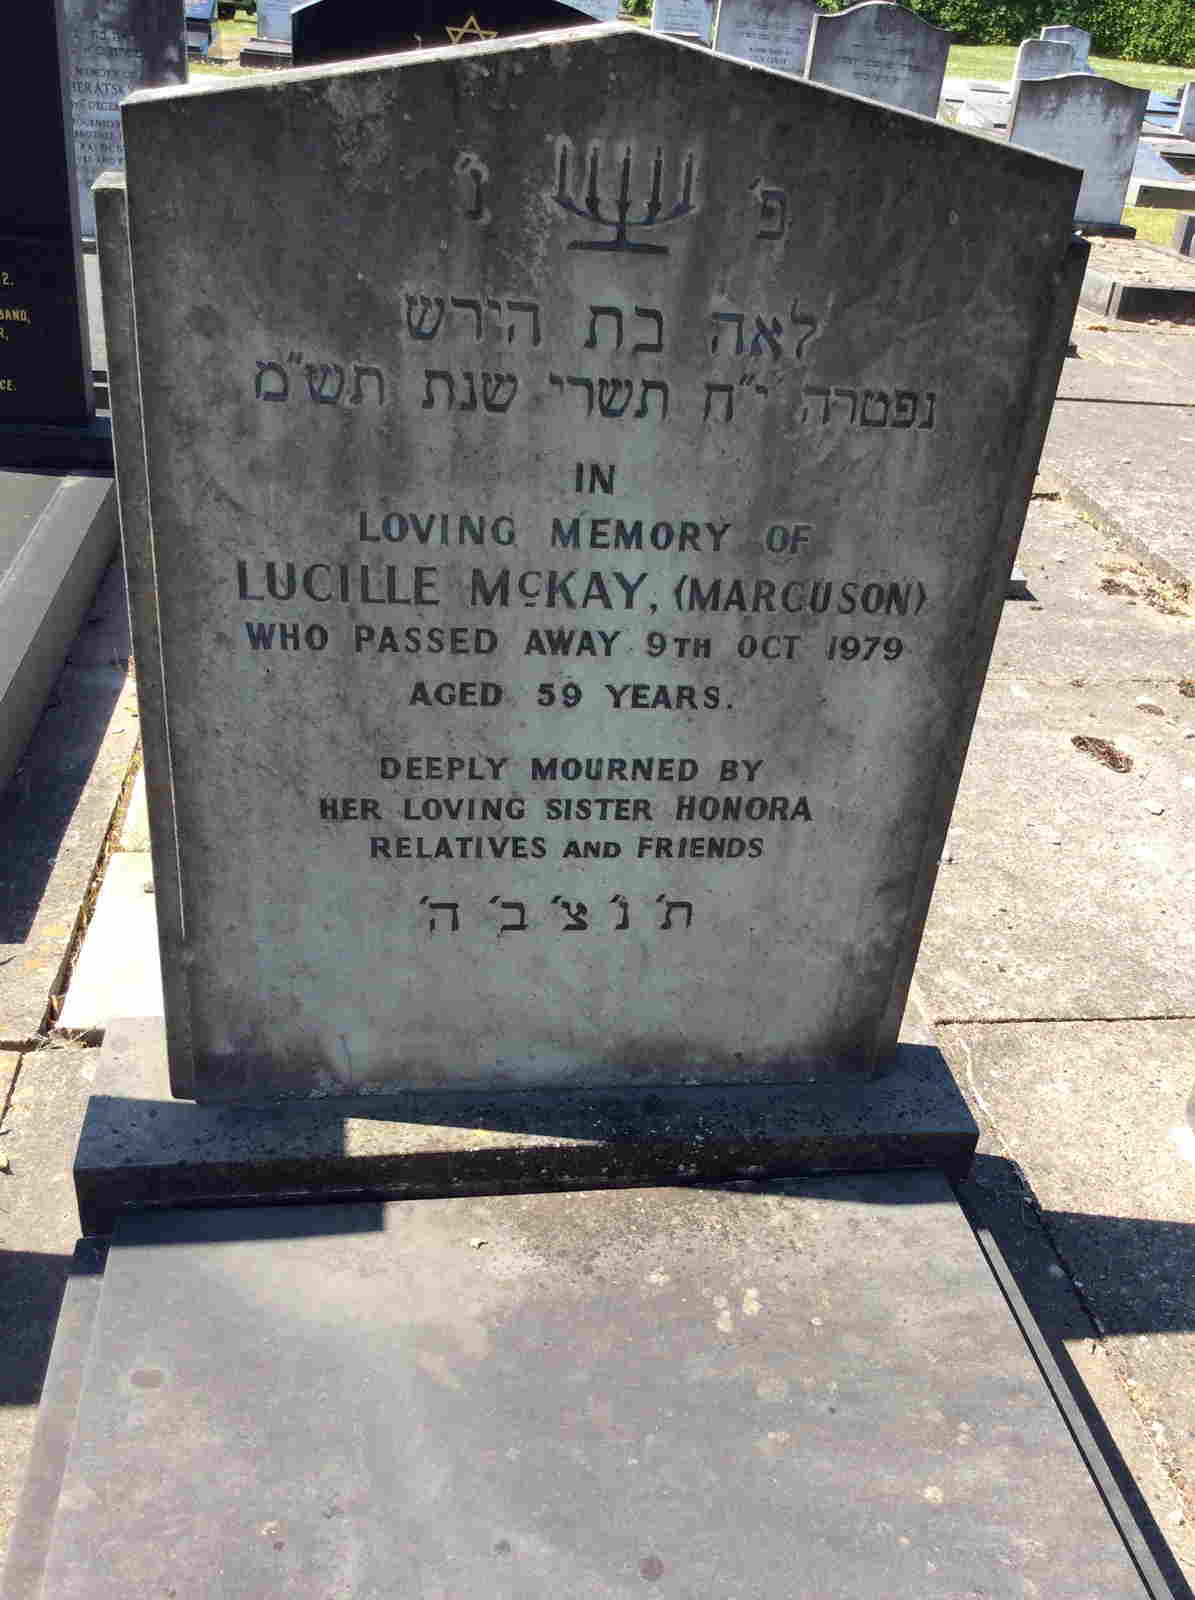 פ' נ'
לאה בת הירש
נפטרה י"ח תשרי שנת תש"מ
IN
LOVING MEMORY OF
LUCILLE McKAY, (MARCUSON)
WHO PASSED AWAY 9TH OCT 1979
AGED 59 YEARS.
DEEPLY MOURNED BY
HER LOVING SISTER HONORA
RELATIVES AND FRIENDS
ת' נ' צ' ב' ה'